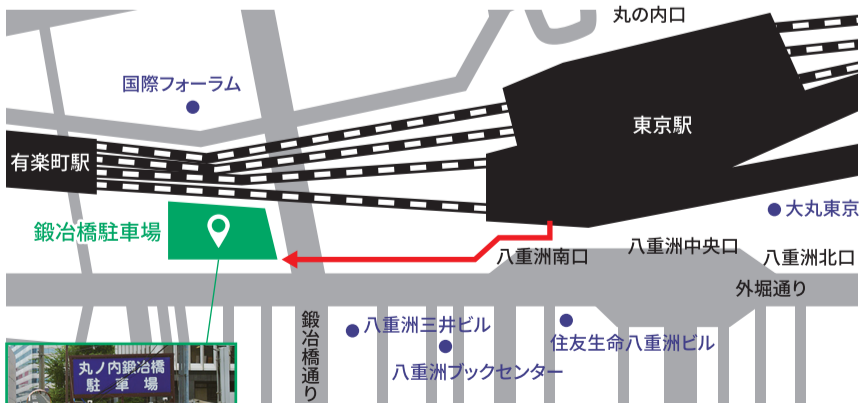 丸の内口
国際フォーラム
東京駅
有楽町駅
大丸東京
鍛冶橋駐車場
八重洲南口
八重洲中央口
八重洲北口
外堀通り
鍛冶橋通り
八重洲三井ビル
住友生命八重洲ビル
八重洲ブックセンター
丸ノ内鍛冶橋
駐車場